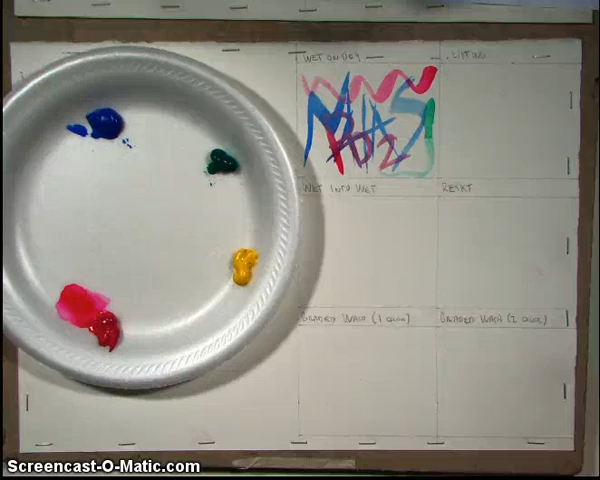 WET ON DRY
LIFTING
WET INTO WET
RESIST
GRADED WASH (1 COLOR)
GRADED WASH (2 COLOR)
Screencast-O-Matic.com